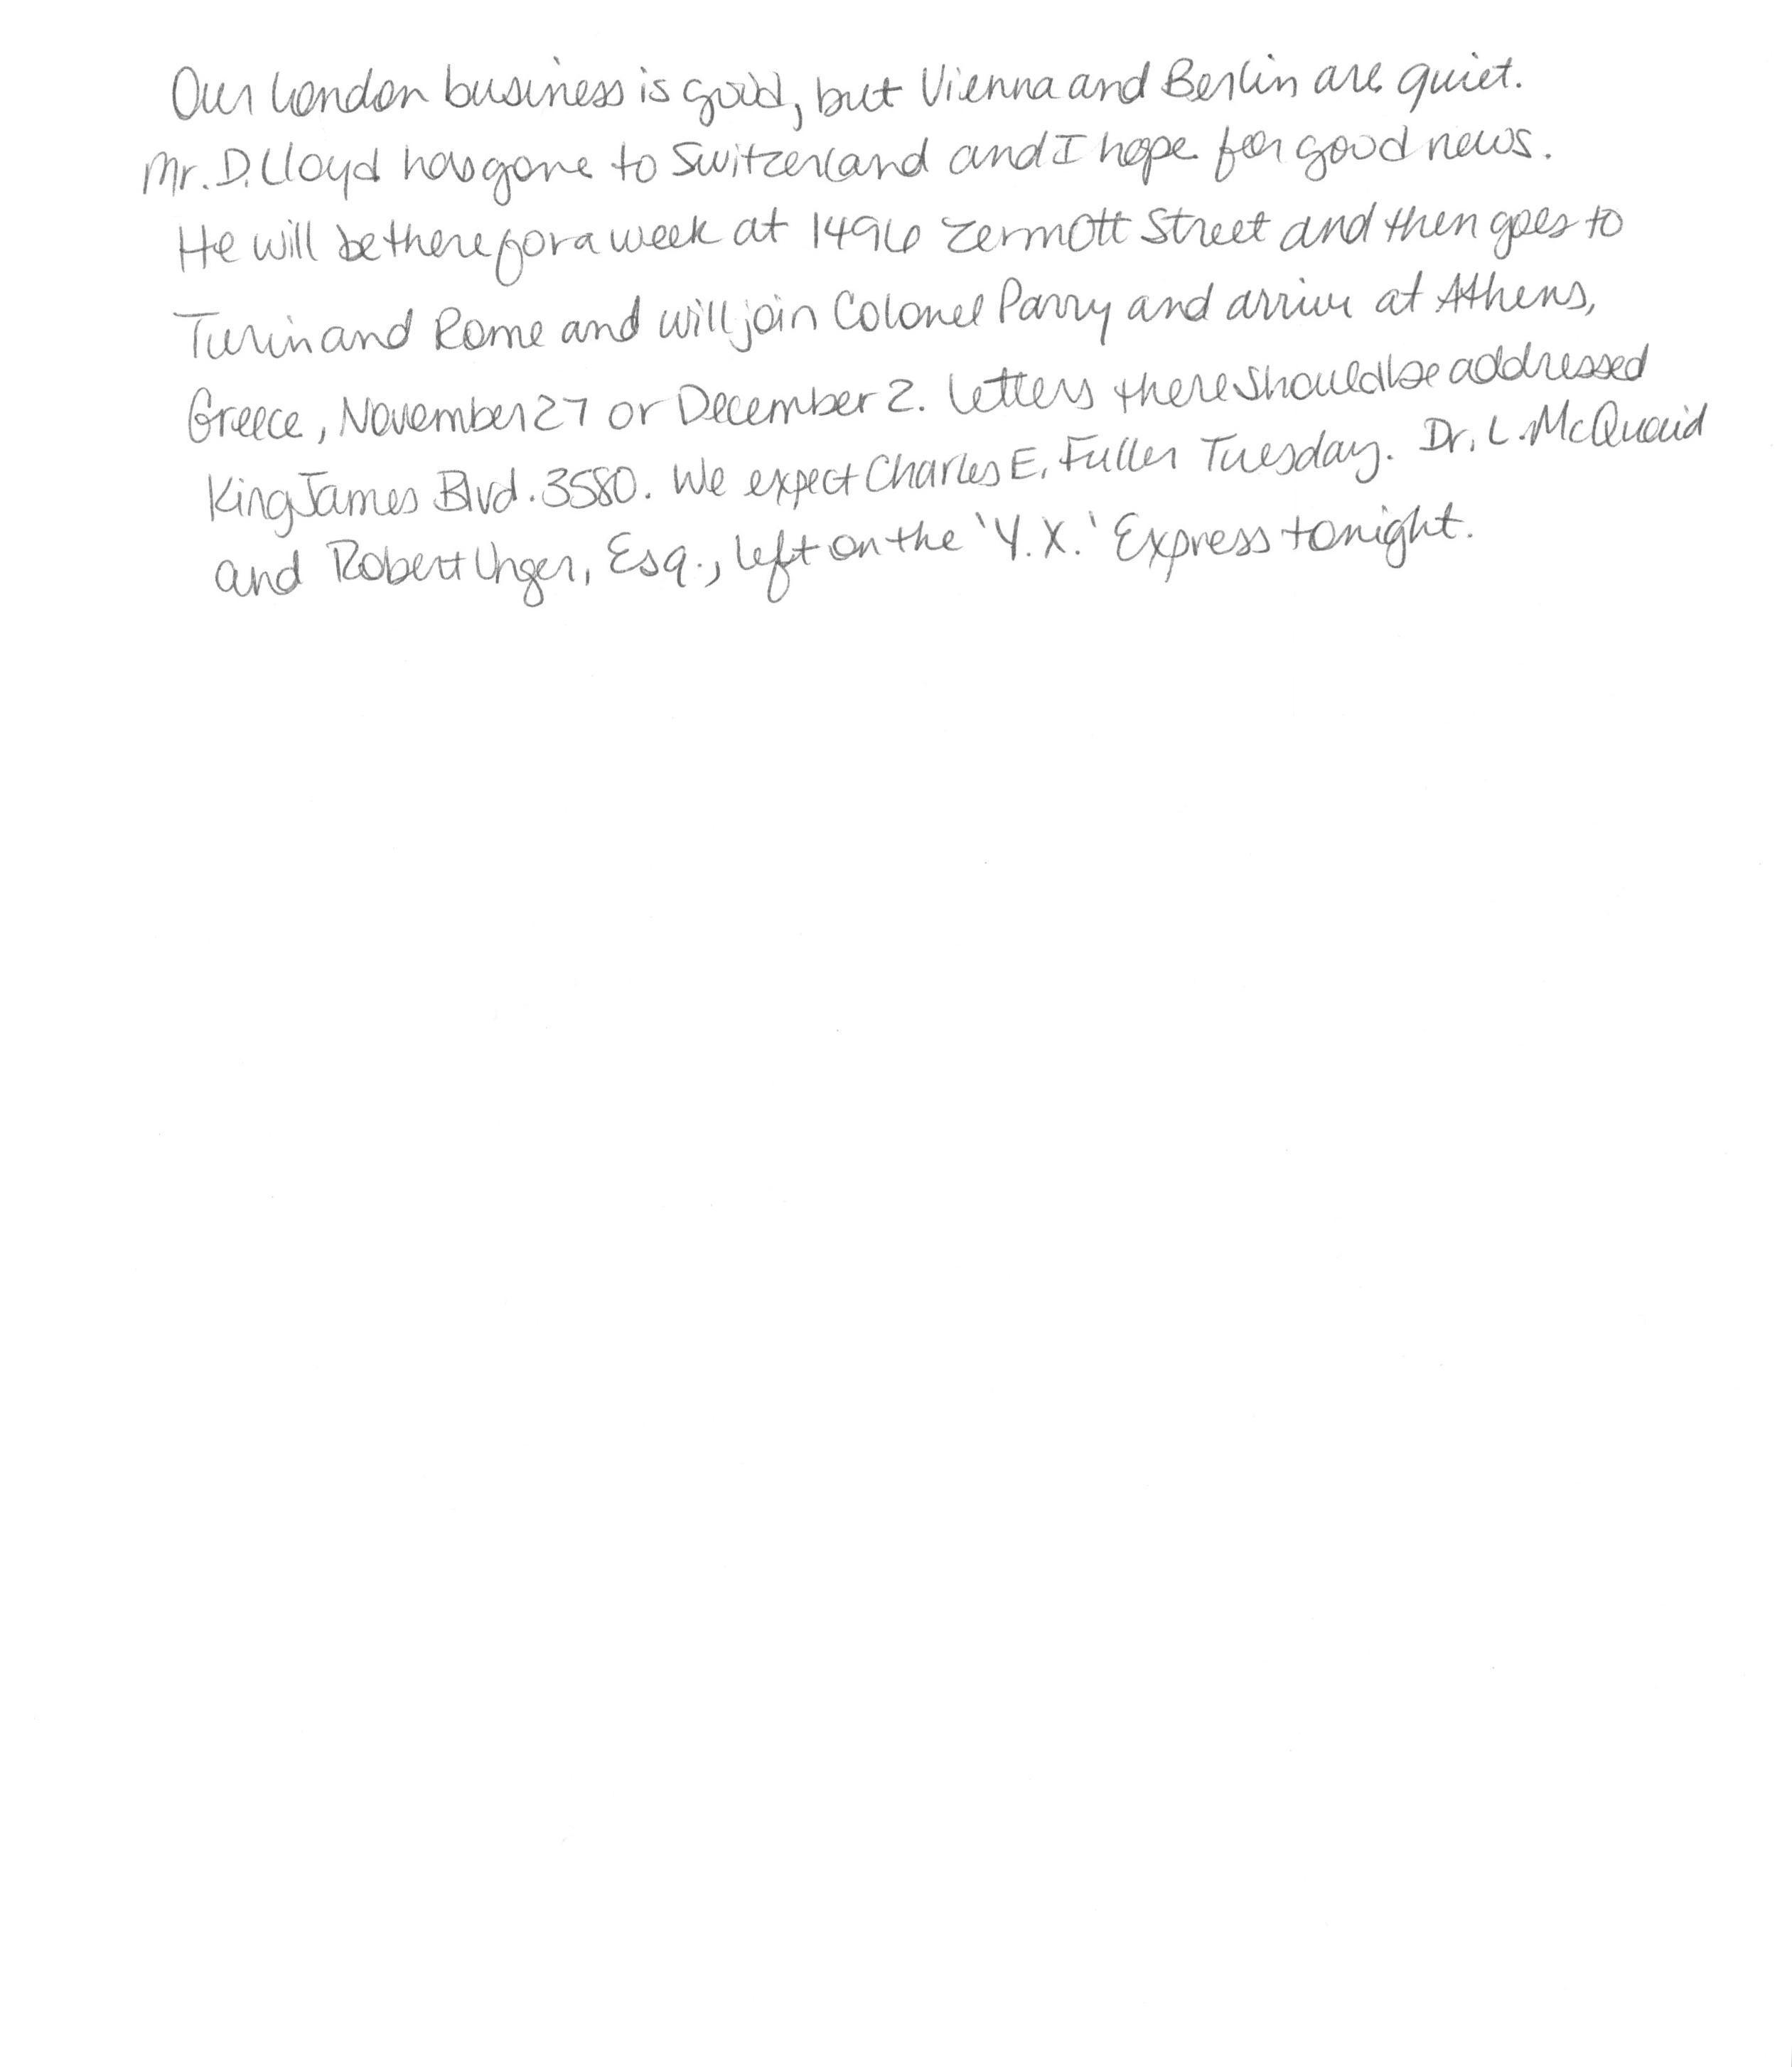 Our London business is good, but Vienna and Berlin are quiet.
Mr. D. Lloyd has gone to Switzerland and I hope for good news.
He will be there for a week at 1496 Zermott Street and then goes to
Turin and Rome and will join Colonel Parry and arrive at Athens,
Greece, November 27 or December 2. Letters there should be addressed
King James Blvd. 3580. We expect Charles E. Fuller Tuesday. Dr. L. McQuaid
and Robert Unger, Esq., left on the 'Y.X.' Express tonight.